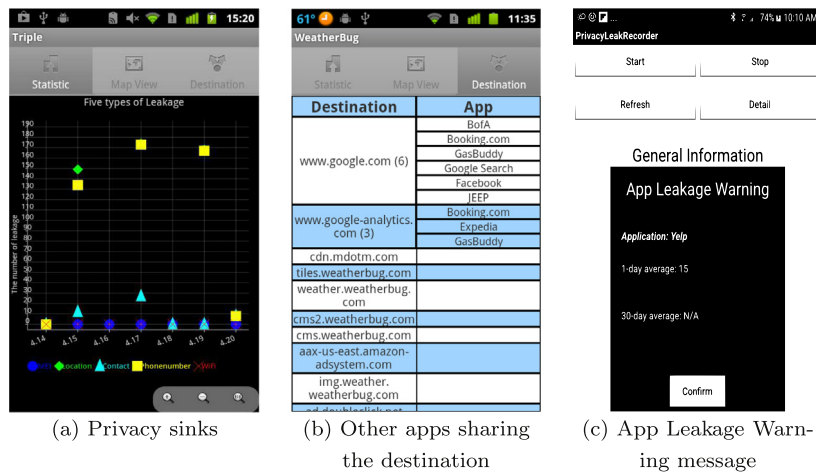 15:20
Triple
Statistic
Map View
Destination
Five types of Leakage
The number of leakage
190
180
170
160
150
140
130
120
110
100
90
80
70
60
50
40
30
20
10
0
4.14 4.15 4.16 4.17 4.18 4.19 4.20
Location Contact Phonenumber WiFi
(a) Privacy sinks
61° 11:35
WeatherBug
Statistic
Map View
Destination
Destination App
www.google.com (6)
BofA
Booking.com
GasBuddy
Google Search
Facebook
JEEP
www.google-analytics.
com (3)
Booking.com
Expedia
GasBuddy
cdn.mdotm.com
tiles.weatherbug.com
weather.weatherbug.
com
cms2.weatherbug.com
cms.weatherbug.com
aax-us-east.amazon-
adsystem.com
img.weather.
weatherbug.com
ad.doubleclick.net
(b) Other apps sharing
the destination
... 74% 10:10 AM
PrivacyLeakRecorder
Start Stop
Refresh Detail
General Information
App Leakage Warning
Application: Yelp
1-day average: 15
30-day average: N/A
Confirm
(c) App Leakage Warn-
ing message